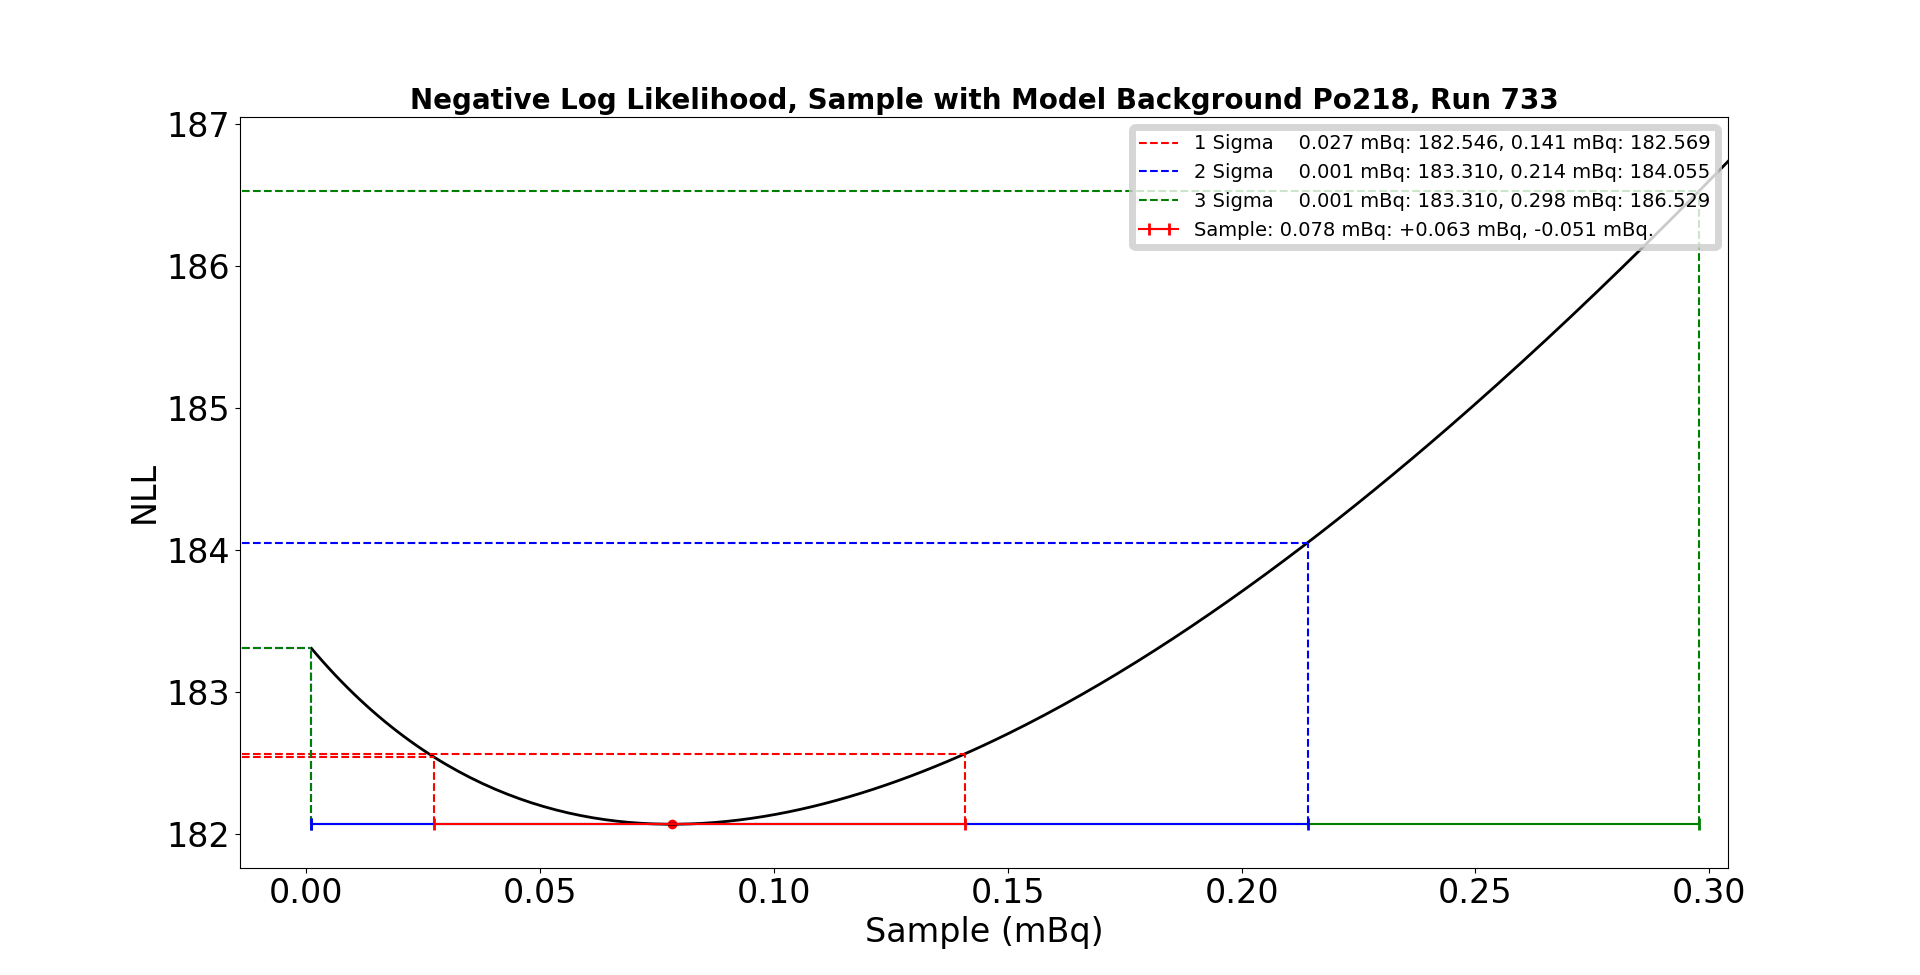 Negative Log Likelihood, Sample with Model Background Po218, Run 733
187
186
185
184
183
182
NLL
1 Sigma 0.027 mBq: 182.546, 0.141 mBq: 182.569
2 Sigma 0.001 mBq: 183.310, 0.214 mBq: 184.055
3 Sigma 0.001 mBq: 183.310, 0.298 mBq: 186.529
Sample: 0.078 mBq: +0.063 mBq, -0.051 mBq.
0.00 0.05 0.10 0.15 0.20 0.25 0.30
Sample (mBq)